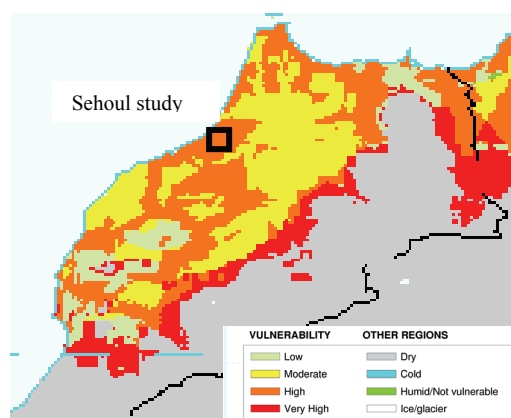 Sehoul study
VULNERABILITY OTHER REGIONS
Low Dry
Moderate Cold
High Humid/Not vulnerable
Very High Ice/glacier